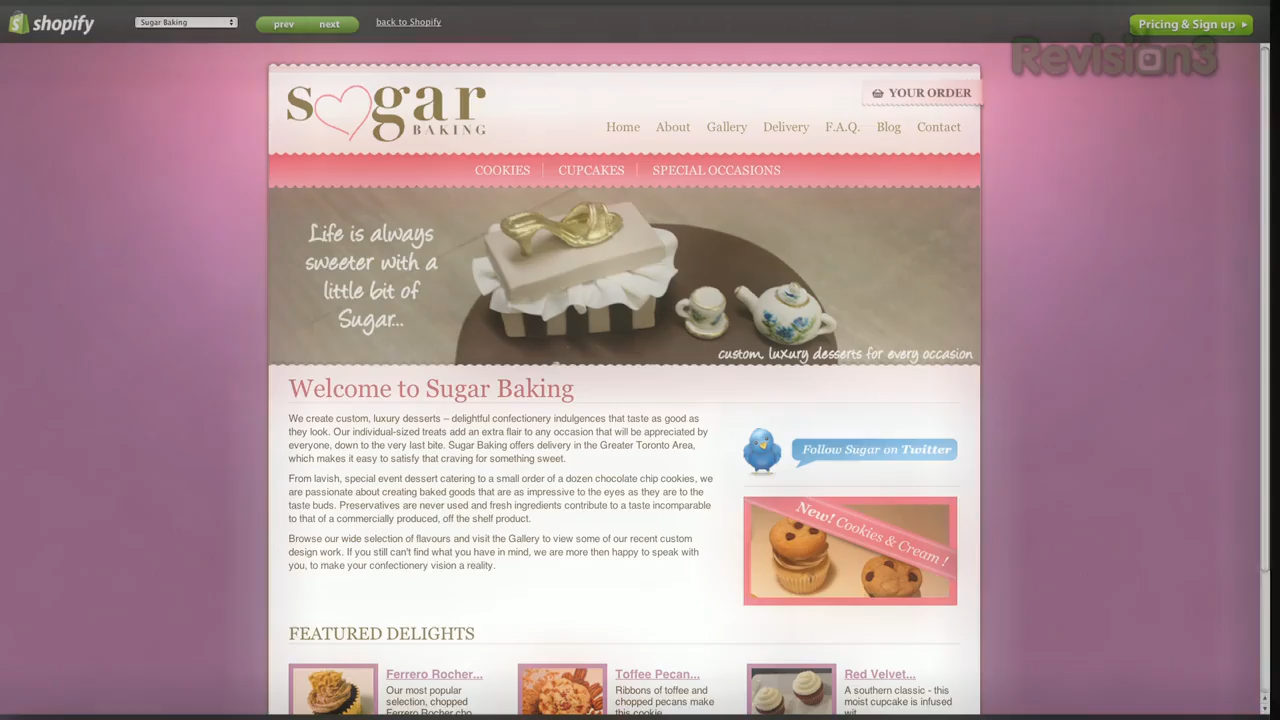 shopify
Sugar Baking
prev
next
back to Shopify
Pricing & Sign up
Revision3
sugar
BAKING
YOUR ORDER
Home
About
Gallery
Delivery
F.A.Q.
Blog
Contact
COOKIES
CUPCAKES
SPECIAL OCCASIONS
Life is always
sweeter with a
little bit of
Sugar...
custom, luxury desserts for every occasion
Welcome to Sugar Baking
We create custom, luxury desserts – delightful confectionery indulgences that taste as good as
they look. Our individual-sized treats add an extra flair to any occasion that will be appreciated by
everyone, down to the very last bite. Sugar Baking offers delivery in the Greater Toronto Area,
which makes it easy to satisfy that craving for something sweet.
From lavish, special event dessert catering to a small order of a dozen chocolate chip cookies, we
are passionate about creating baked goods that are as impressive to the eyes as they are to the
taste buds. Preservatives are never used and fresh ingredients contribute to a taste incomparable
to that of a commercially produced, off the shelf product.
Browse our wide selection of flavours and visit the Gallery to view some of our recent custom
design work. If you still can't find what you have in mind, we are more then happy to speak with
you, to make your confectionery vision a reality.
Follow Sugar on Twitter
New! Cookies & Cream !
FEATURED DELIGHTS
Ferrero Rocher...
Our most popular
selection, chopped
Ferrero Rocher cho
Toffee Pecan...
Ribbons of toffee and
chopped pecans make
this cookie
Red Velvet...
A southern classic - this
moist cupcake is infused
wit